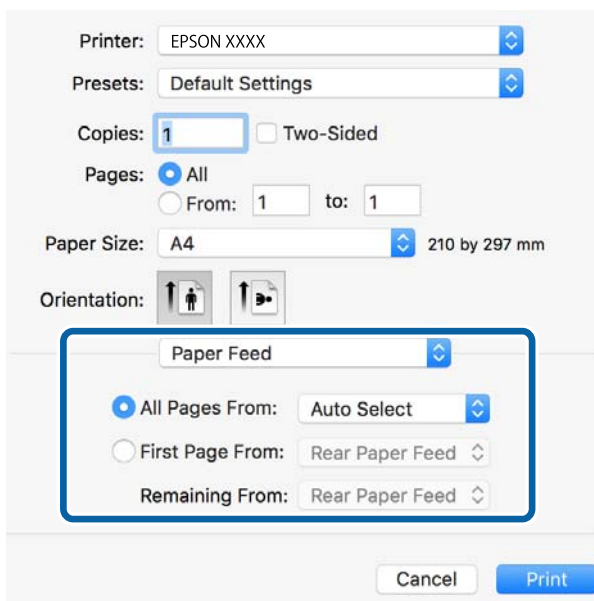 Printer: EPSON XXXX
Presets: Default Settings
Copies: 1 Two-Sided
Pages: All
From: 1 to: 1
Paper Size: A4 210 by 297 mm
Orientation:
Paper Feed
All Pages From: Auto Select
First Page From: Rear Paper Feed
Remaining From: Rear Paper Feed
Cancel Print